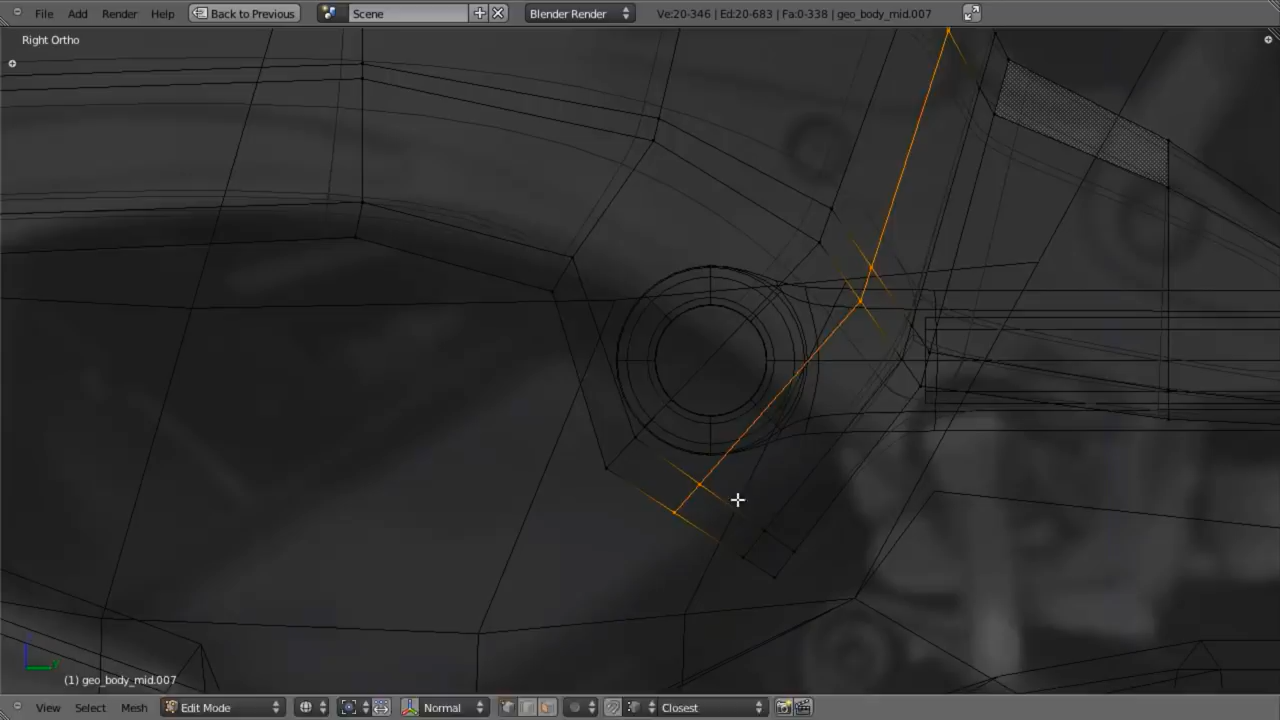 File Add Render Help Back to Previous Scene Blender Render Ve:20-346 | Ed:20-683 | Fa:0-338 | geo_body_mid.007
Right Ortho
(1) geo_body_mid.007
View Select Mesh Edit Mode Normal Closest